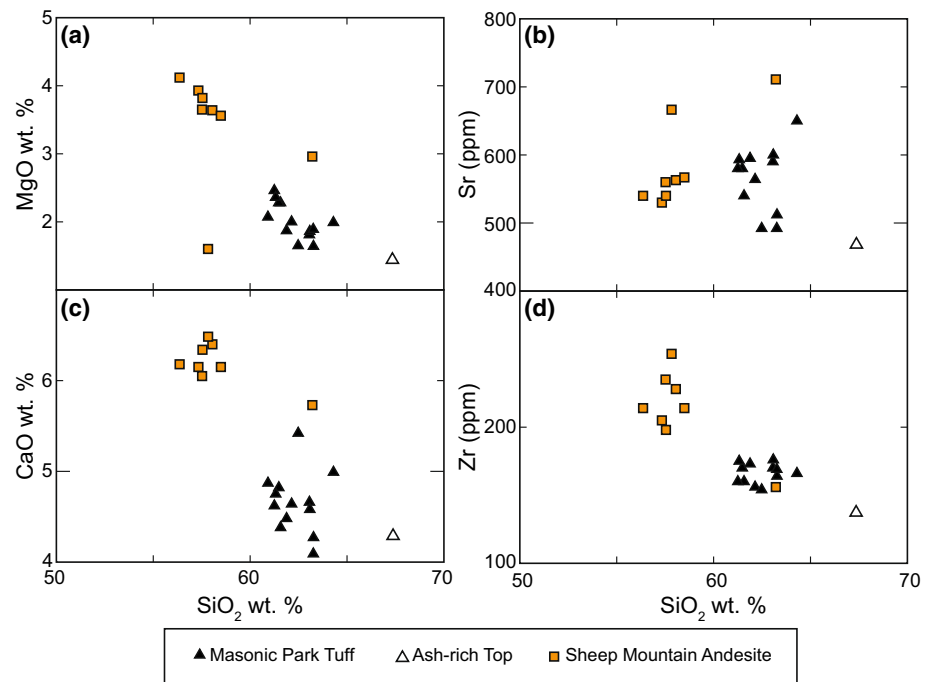 (a)
5
4
3
2
MgO wt. %
(b)
800
700
600
500
400
Sr (ppm)
(c)
6
5
4
CaO wt. %
50
60
70
SiO2 wt. %
(d)
200
100
Zr (ppm)
50
60
70
SiO2 wt. %
Masonic Park Tuff
Ash-rich Top
Sheep Mountain Andesite